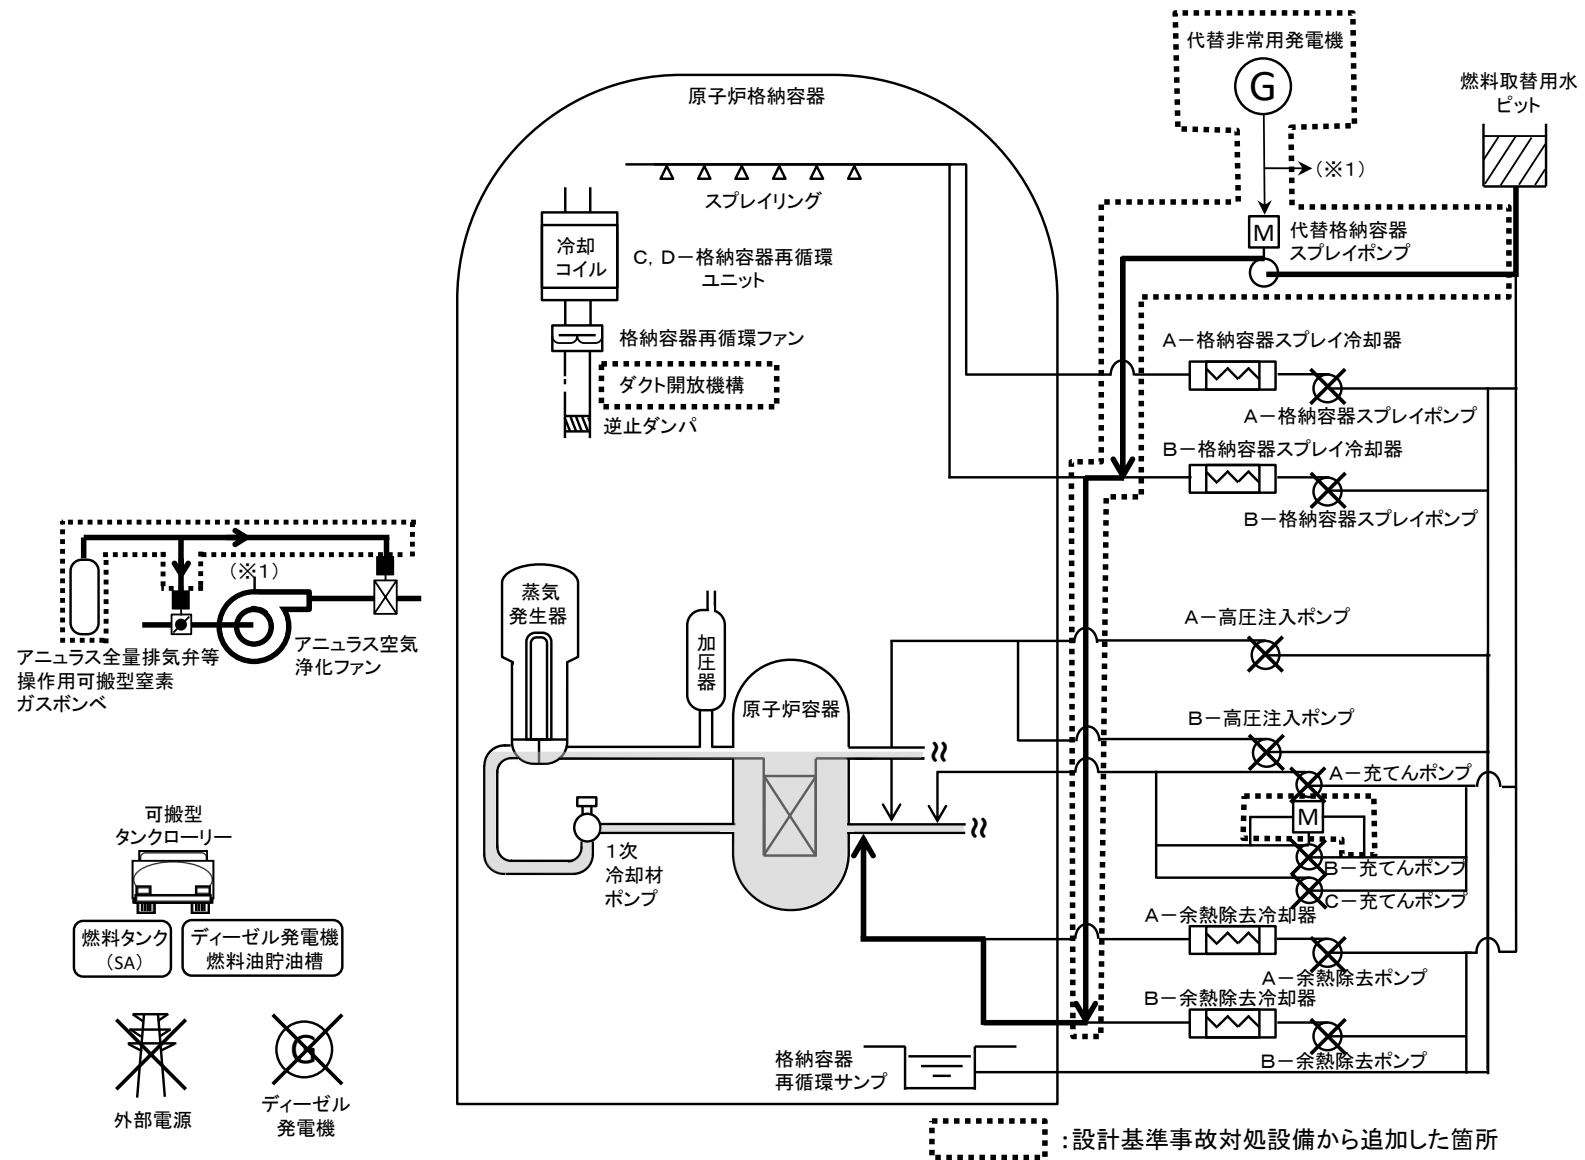 代替非常用発電機
G
(※1)
燃料取替用水
ピット
原子炉格納容器
スプレイリング
M
代替格納容器
スプレイポンプ
冷却
コイル
C, D－格納容器再循環
ユニット
格納容器再循環ファン
ダクト開放機構
逆止ダンパ
A－格納容器スプレイ冷却器
A－格納容器スプレイポンプ
B－格納容器スプレイ冷却器
B－格納容器スプレイポンプ
(※1)
アニュラス全量排気弁等
操作用可搬型窒素
ガスボンベ
アニュラス空気
浄化ファン
蒸気
発生器
加
圧
器
原子炉容器
1次
冷却材
ポンプ
A－高圧注入ポンプ
B－高圧注入ポンプ
A－充てんポンプ
M
B－充てんポンプ
C－充てんポンプ
A－余熱除去冷却器
A－余熱除去ポンプ
B－余熱除去冷却器
B－余熱除去ポンプ
可搬型
タンクローリー
燃料タンク
(SA)
ディーゼル発電機
燃料油貯油槽
外部電源
G
ディーゼル
発電機
格納容器
再循環サンプ
:設計基準事故対処設備から追加した箇所